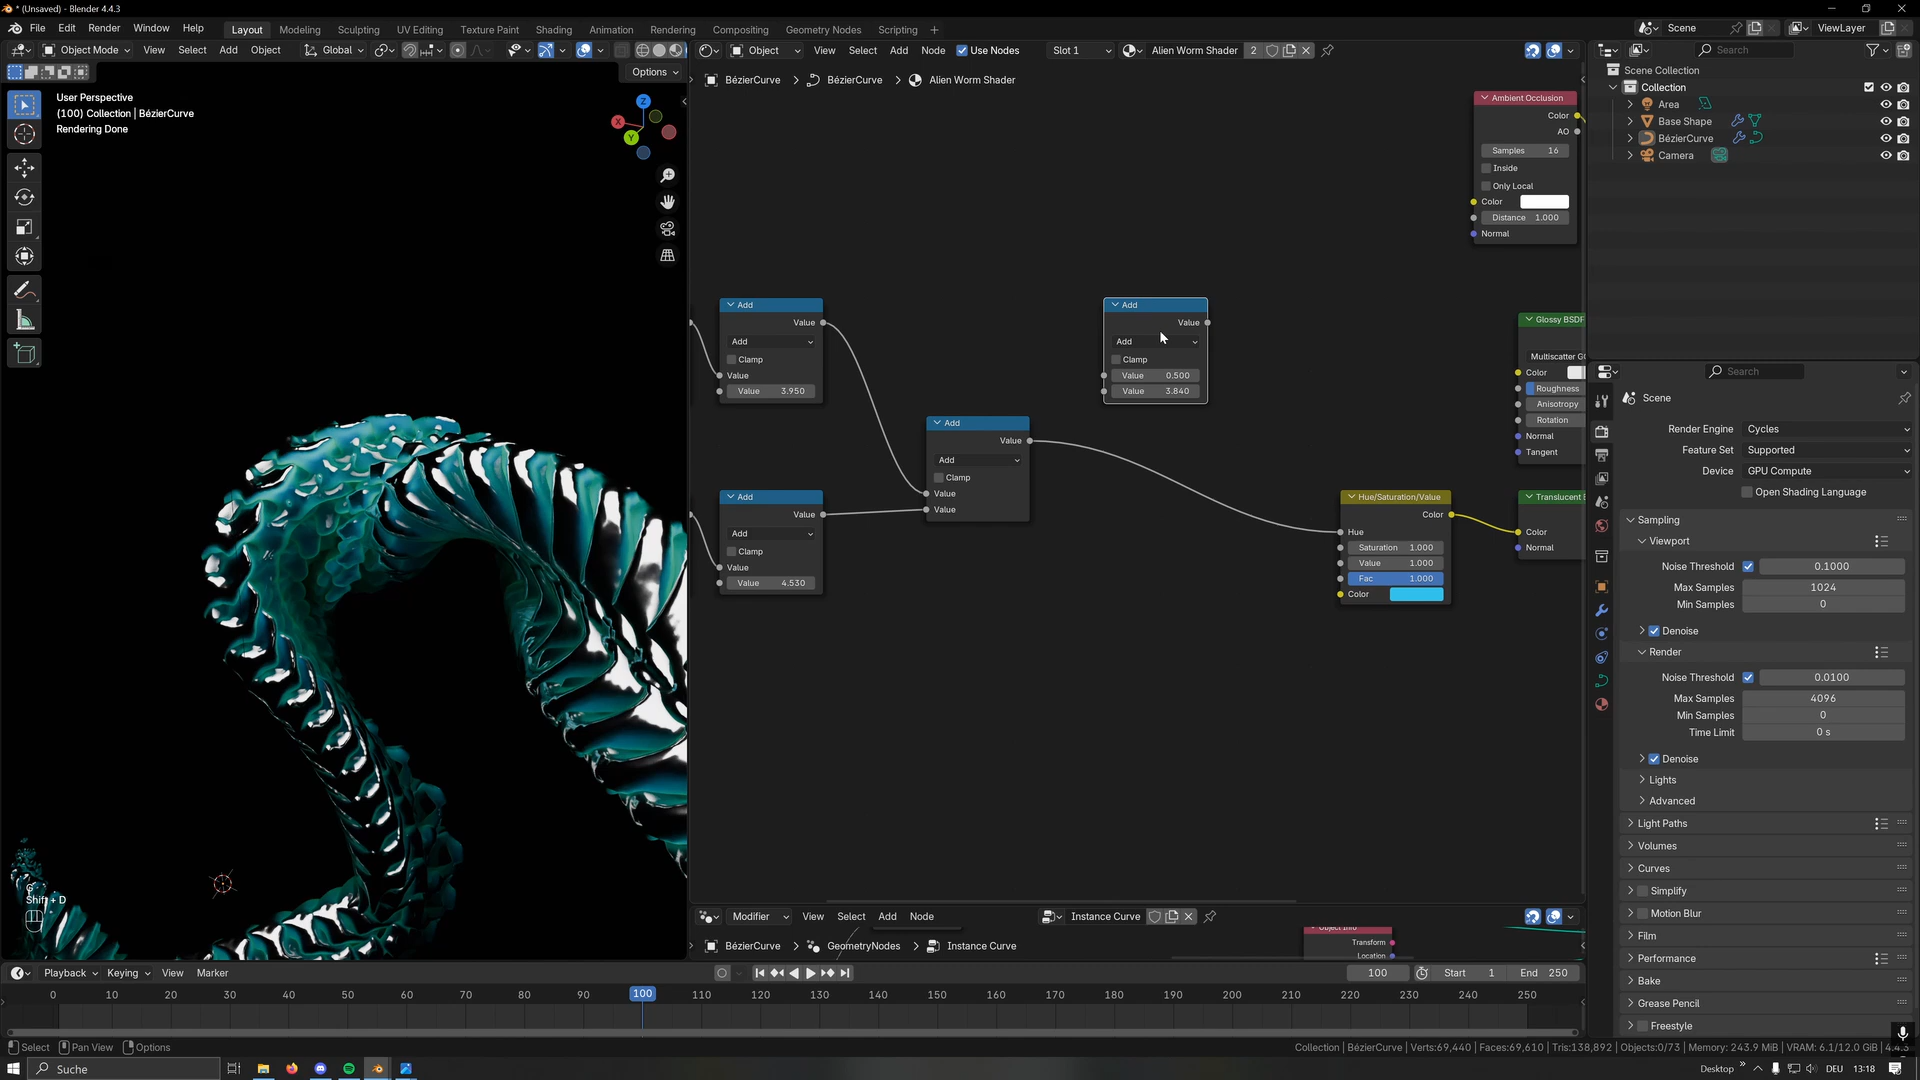 * (Unsaved) - Blender 4.4.3
File Edit Render Window Help Layout Modeling Sculpting UV Editing Texture Paint Shading Animation Rendering Compositing Geometry Nodes Scripting + Scene ViewLayer
Object Mode View Select Add Object Global Object View Select Add Node Use Nodes Slot 1 Alien Worm Shader 2 Search
Options
BézierCurve > BézierCurve > Alien Worm Shader
User Perspective
(100) Collection | BézierCurve
Rendering Done
Z
X
Y
Ambient Occlusion
Color
AO
Samples 16
Inside
Only Local
Color
Distance 1.000
Normal
Add
Value
Add
Clamp
Value
Value 3.950
Add
Value
Add
Clamp
Value 0.500
Value 3.840
Add
Value
Add
Clamp
Value
Value
Add
Value
Add
Clamp
Value
Value 4.530
Glossy BSDF
Multiscatter GG
Color
Roughness
Anisotropy
Rotation
Normal
Tangent
Hue/Saturation/Value
Color
Hue
Saturation 1.000
Value 1.000
Fac 1.000
Color
Translucent B
Color
Normal
G
Shift + D
Modifier View Select Add Node Instance Curve
BézierCurve > GeometryNodes > Instance Curve
Object Info
Transform
Location
Scene Collection
Collection
Area
Base Shape
BézierCurve
Camera
Search
Scene
Render Engine Cycles
Feature Set Supported
Device GPU Compute
Open Shading Language
Sampling
Viewport
Noise Threshold 0.1000
Max Samples 1024
Min Samples 0
Denoise
Render
Noise Threshold 0.0100
Max Samples 4096
Min Samples 0
Time Limit 0 s
Denoise
Lights
Advanced
Light Paths
Volumes
Curves
Simplify
Motion Blur
Film
Performance
Bake
Grease Pencil
Freestyle
Playback Keying View Marker 100 Start 1 End 250
0 10 20 30 40 50 60 70 80 90 100 110 120 130 140 150 160 170 180 190 200 210 220 230 240 250
Select Pan View Options Collection | BézierCurve | Verts:69,440 | Faces:69,610 | Tris:138,892 | Objects:0/73 | Memory: 243.9 MiB | VRAM: 6.1/12.0 GiB | 4.4.3
Suche Desktop DEU 13:18